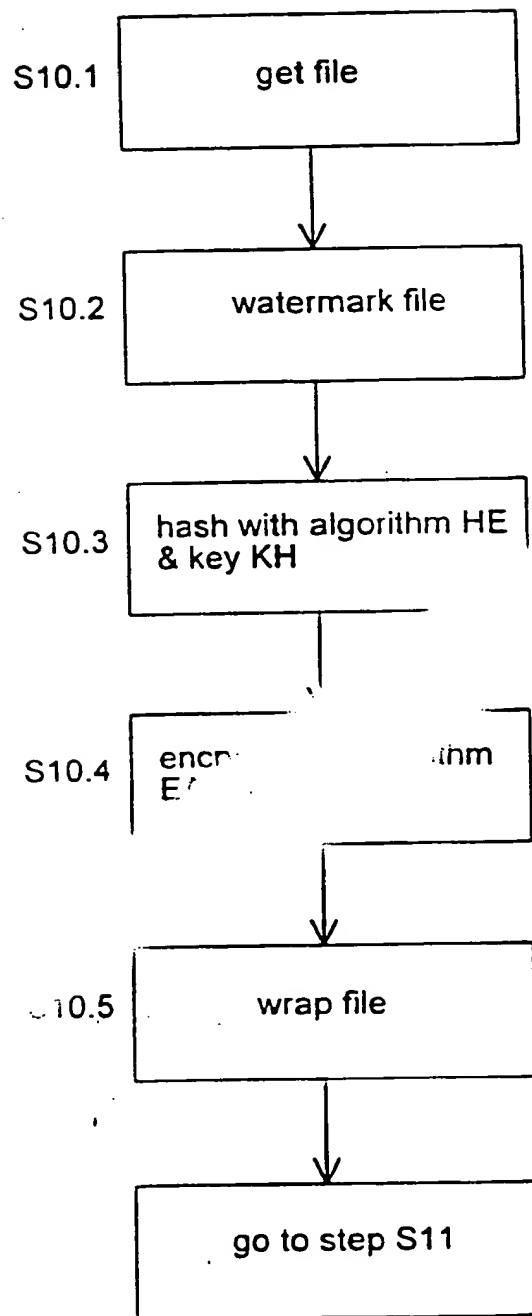 S10.1
get file
S10.2
watermark file
S10.3
hash with algorithm HE
& key KH
S10.4
wrap file
go to step S11